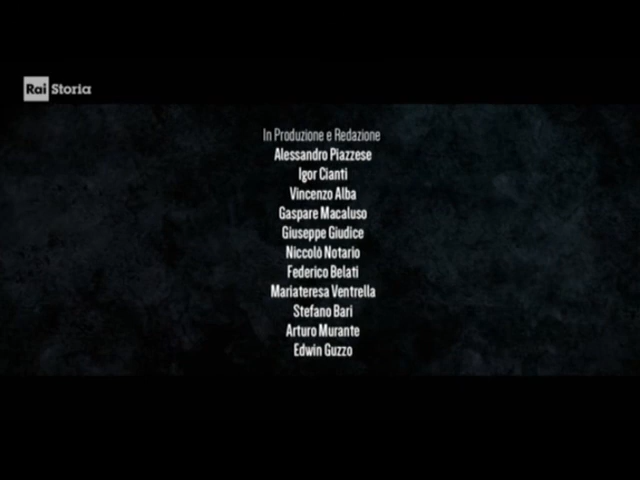 Rai Storia
In Produzione e Redazione
Alessandro Piazzese
Igor Cianti
Vincenzo Alba
Gaspare Macaluso
Giuseppe Giudice
Niccolò Notario
Federico Belati
Mariateresa Ventrella
Stefano Bari
Arturo Murante
Edwin Guzzo